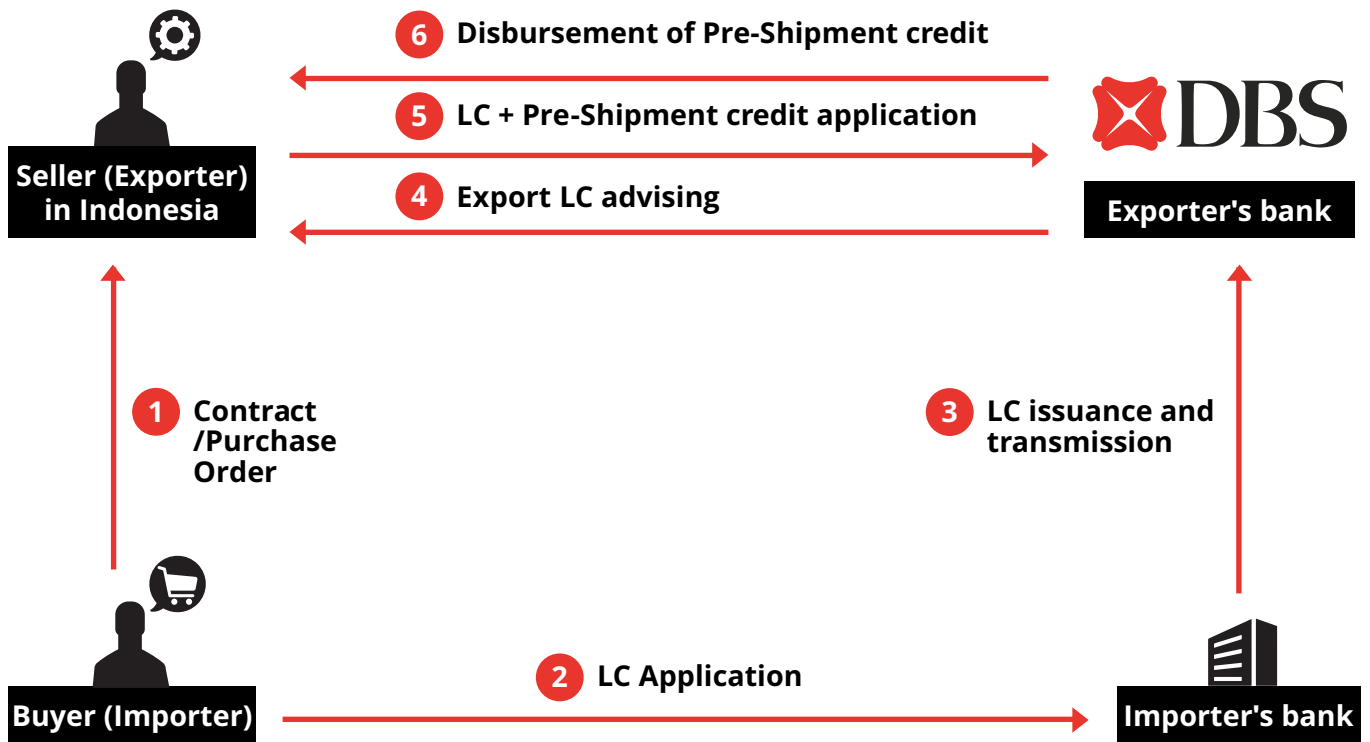 6 Disbursement of Pre-Shipment credit
5 LC + Pre-Shipment credit application
4 Export LC advising
DBS
Seller (Exporter)
in Indonesia
Exporter's bank
1 Contract
/Purchase
Order
3 LC issuance and
transmission
2 LC Application
Buyer (Importer)
Importer's bank